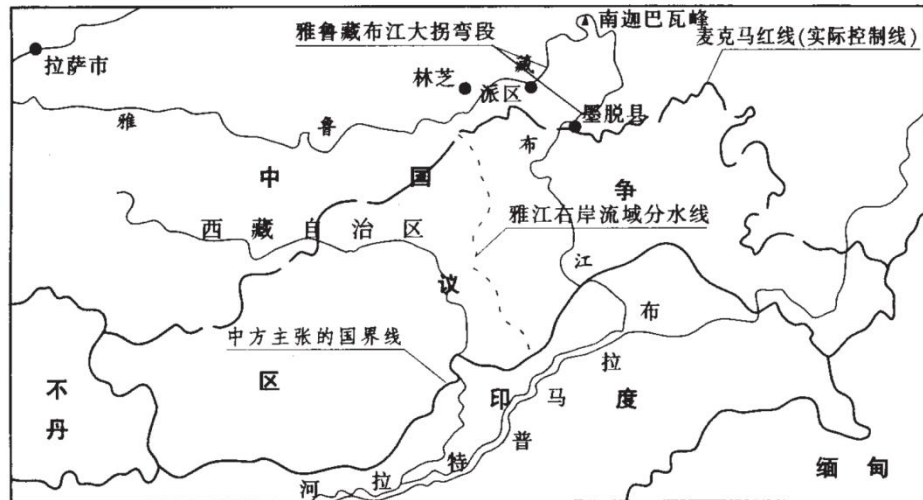 南迦巴瓦峰
雅鲁藏布江大拐弯段
麦克马红线(实际控制线)
拉萨市
藏
林芝
派区
墨脱县
雅
鲁
布
中
国
争
西藏自治区
雅江右岸流域分水线
江
议
中方主张的国界线
布
拉
区
印
马
度
不
丹
普
特
拉
河
缅甸